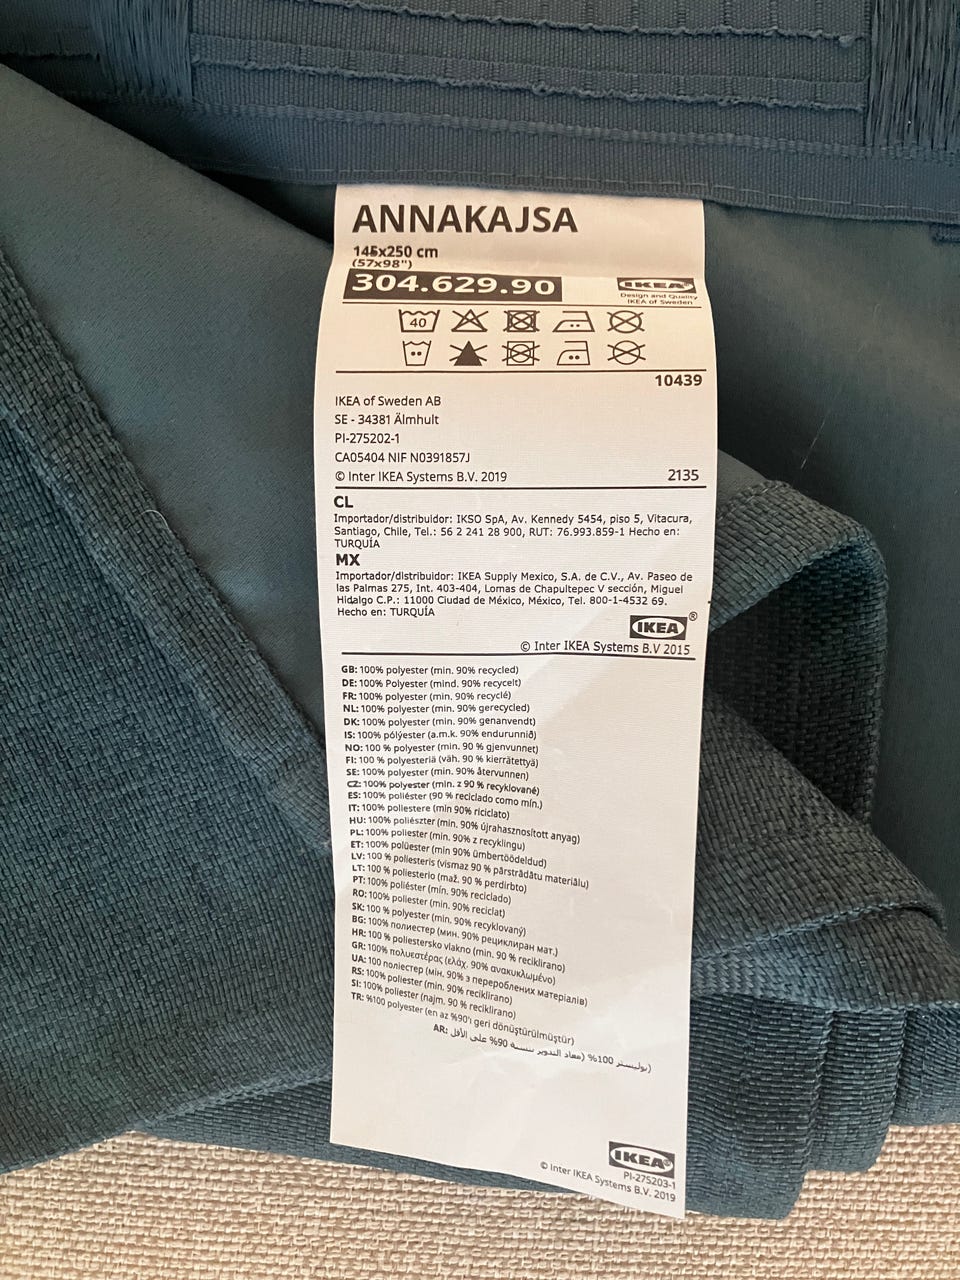 ANNAKAJSA
145x250 cm
(57x98")
304.629.90
IKEA®
Design and Quality
IKEA of Sweden
40
10439
IKEA of Sweden AB
SE - 34381 Älmhult
PI-275202-1
CA05404 NIF N0391857J
© Inter IKEA Systems B.V. 2019
2135
CL
Importador/distribuidor: IKSO SpA, Av. Kennedy 5454, piso 5, Vitacura,
Santiago, Chile, Tel.: 56 2 241 28 900, RUT: 76.993.859-1 Hecho en:
TURQUÍA
MX
Importador/distribuidor: IKEA Supply Mexico, S.A. de C.V., Av. Paseo de
las Palmas 275, Int. 403-404, Lomas de Chapultepec V sección, Miguel
Hidalgo C.P.: 11000 Ciudad de México, México, Tel. 800-1-4532 69.
Hecho en: TURQUÍA
IKEA®
© Inter IKEA Systems B.V 2015
GB: 100% polyester (min. 90% recycled)
DE: 100% Polyester (mind. 90% recycelt)
FR: 100% polyester (min. 90% recyclé)
NL: 100% polyester (min. 90% gerecycled)
DK: 100% polyester (min. 90% genanvendt)
IS: 100% pólýester (a.m.k. 90% endurunnið)
NO: 100 % polyester (min. 90 % gjenvunnet)
FI: 100 % polyesteriä (väh. 90 % kierrätettyä)
SE: 100% polyester (min. 90% återvunnen)
CZ: 100% polyester (min. z 90 % recyklované)
ES: 100% poliéster (90 % reciclado como mín.)
IT: 100% poliestere (min 90% riciclato)
HU: 100% poliészter (min. 90% újrahasznosított anyag)
PL: 100% poliester (min. 90% z recyklingu)
ET: 100% polüester (min 90% ümbertöödeldud)
LV: 100 % poliesteris (vismaz 90 % pārstrādātu materiālu)
LT: 100 % poliesterio (maž. 90 % perdirbto)
PT: 100% poliéster (mín. 90% reciclado)
RO: 100% poliester (min. 90% reciclat)
SK: 100 % polyester (min. 90% recyklovaný)
BG: 100% полиестер (мин. 90% рециклиран мат.)
HR: 100 % poliestersko vlakno (min. 90 % reciklirano)
GR: 100% πολυεστέρας (ελάχ. 90% ανακυκλωμένο)
UA: 100 поліестер (мін. 90% з перероблених матеріалів)
RS: 100% poliester (min. 90% reciklirano)
SI: 100% poliester (najm. 90 % reciklirano)
TR: %100 polyester (en az %90'ı geri dönüştürülmüştür)
AR: بوليستر 100% (معاد التدوير بنسبة 90% على الأقل)
IKEA®
PI-275203-1
© Inter IKEA Systems B.V. 2019